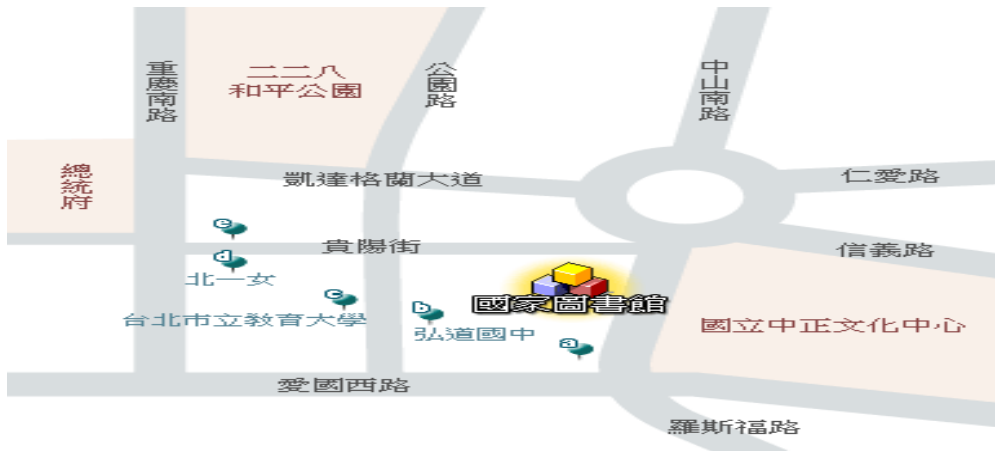 重慶南路
二二八
和平公園
公園路
中山南路
總統府
凱達格蘭大道
仁愛路
e
貴陽街
信義路
d
北一女
c
台北市立教育大學
b
弘道國中
國家圖書館
國立中正文化中心
a
愛國西路
羅斯福路